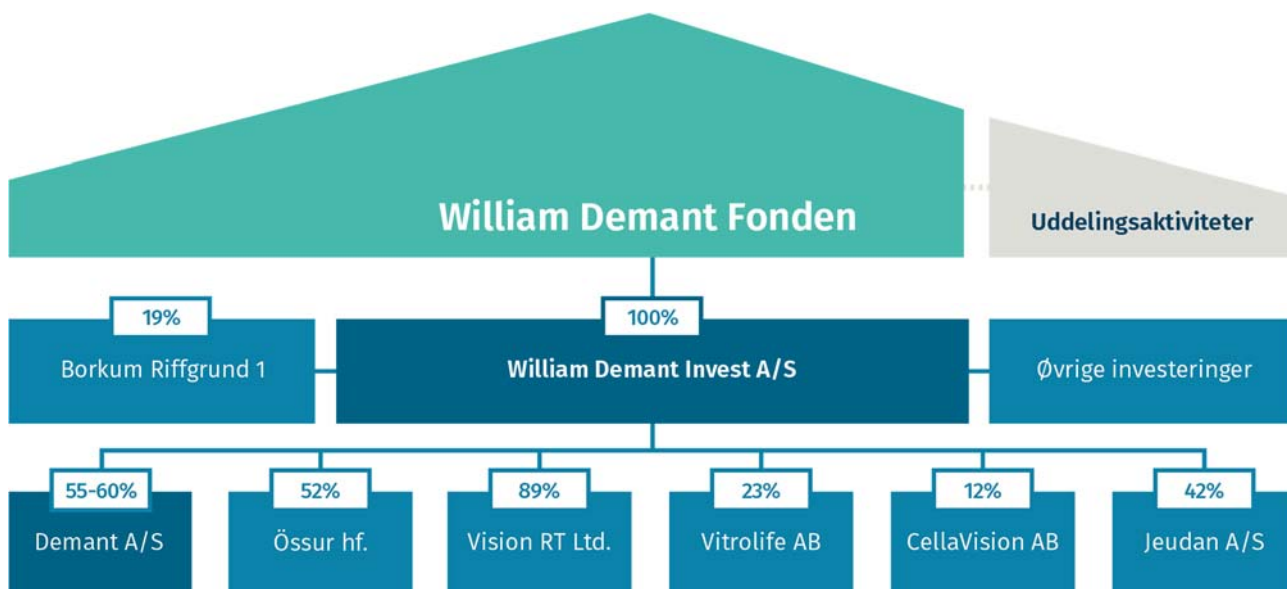 William Demant Fonden
Uddelingsaktiviteter
19%
Borkum Riffgrund 1
100%
William Demant Invest A/S
Øvrige investeringer
55-60%
Demant A/S
52%
Össur hf.
89%
Vision RT Ltd.
23%
Vitrolife AB
12%
CellaVision AB
42%
Jeudan A/S